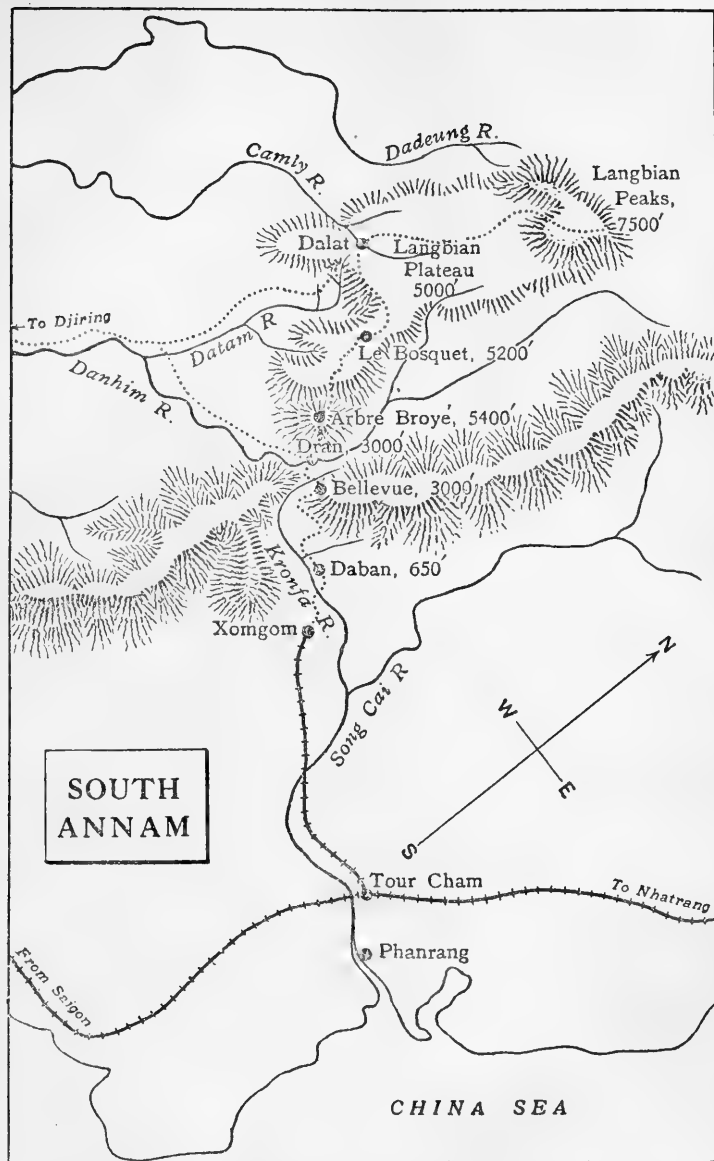 Dadeung R.
Camly R.
Langbian
Peaks,
7500'
Dalat
Langbian
Plateau
5000'
To Djiring
Datam R
Le Bosquet, 5200'
Danhim R.
Arbre Broyé, 5400'
Dran, 3000'
Bellevue, 3000'
Kronfa R.
Daban, 650'
Xomgom
Song Cai R
N
W
E
S
SOUTH
ANNAM
Tour Cham
To Nhatrang
Phanrang
From Saigon
CHINA SEA